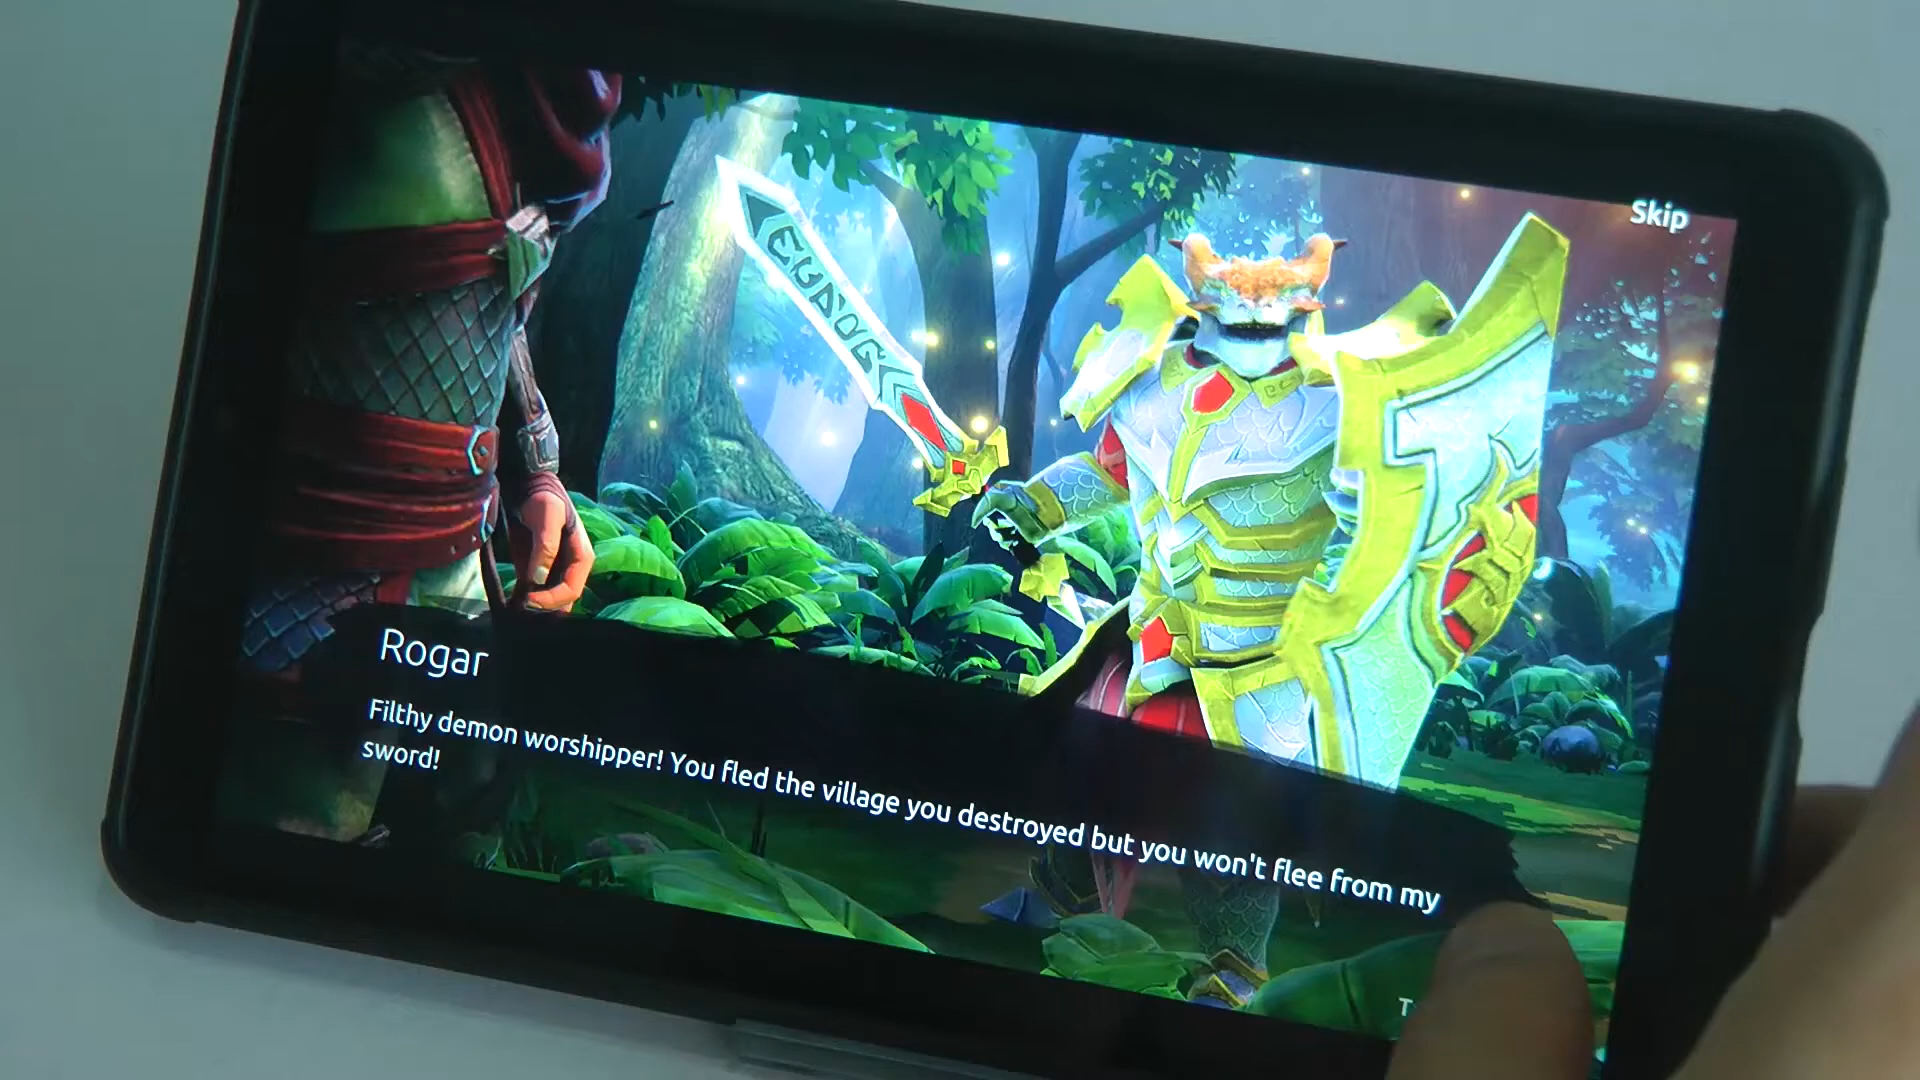 Skip
Rogar
Filthy demon worshipper! You fled the village you destroyed but you won't flee from my
sword!